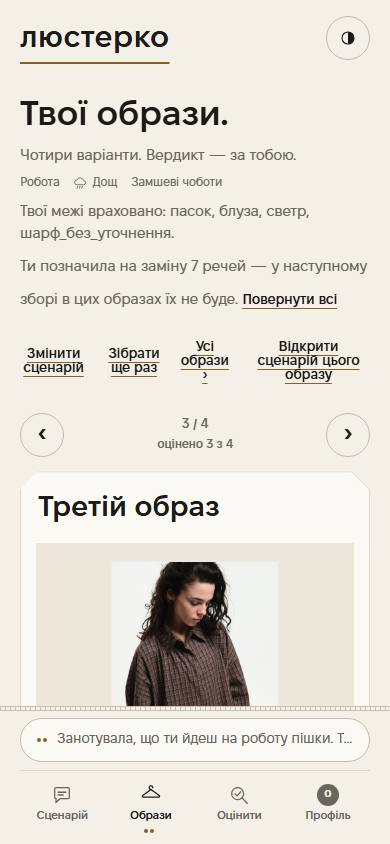 люстерко
Твої образи.
Чотири варіанти. Вердикт — за тобою.
Робота Дощ Замшеві чоботи
Твої межі враховано: пасок, блуза, светр,
шарф_без_уточнення.
Ти позначила на заміну 7 речей — у наступному
зборі в цих образах їх не буде. Повернути всі
Змінити
сценарій
Зібрати
ще раз
Усі
образи
›
Відкрити
сценарій цього
образу
‹
3 / 4
оцінено 3 з 4
›
Третій образ
Занотувала, що ти йдеш на роботу пішки. Т...
Сценарій
Образи
Оцінити
О
Профіль